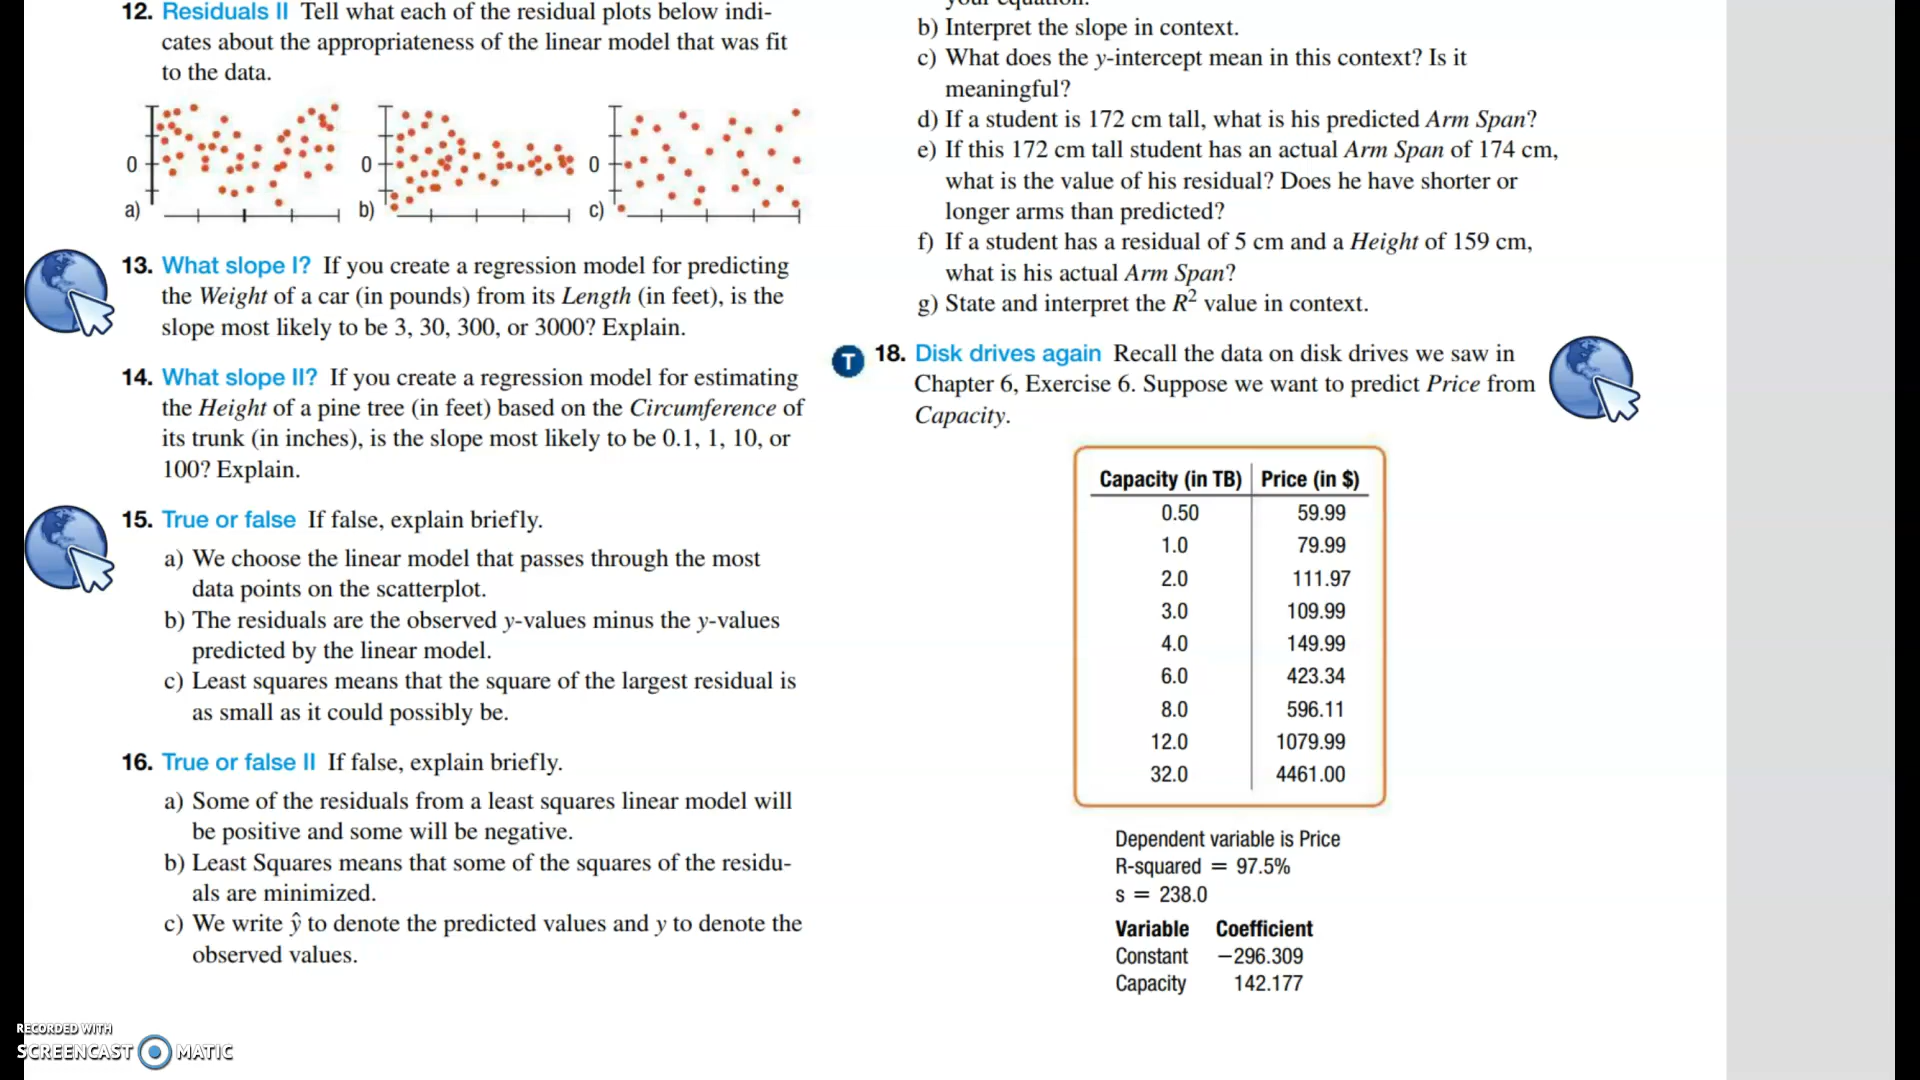 12. Residuals II Tell what each of the residual plots below indi-
cates about the appropriateness of the linear model that was fit
to the data.
0
a)
0
b)
0
c)
13. What slope I? If you create a regression model for predicting
the Weight of a car (in pounds) from its Length (in feet), is the
slope most likely to be 3, 30, 300, or 3000? Explain.
14. What slope II? If you create a regression model for estimating
the Height of a pine tree (in feet) based on the Circumference of
its trunk (in inches), is the slope most likely to be 0.1, 1, 10, or
100? Explain.
15. True or false If false, explain briefly.
a) We choose the linear model that passes through the most
data points on the scatterplot.
b) The residuals are the observed y-values minus the y-values
predicted by the linear model.
c) Least squares means that the square of the largest residual is
as small as it could possibly be.
16. True or false II If false, explain briefly.
a) Some of the residuals from a least squares linear model will
be positive and some will be negative.
b) Least Squares means that some of the squares of the residu-
als are minimized.
c) We write ŷ to denote the predicted values and y to denote the
observed values.
your equation.
b) Interpret the slope in context.
c) What does the y-intercept mean in this context? Is it
meaningful?
d) If a student is 172 cm tall, what is his predicted Arm Span?
e) If this 172 cm tall student has an actual Arm Span of 174 cm,
what is the value of his residual? Does he have shorter or
longer arms than predicted?
f) If a student has a residual of 5 cm and a Height of 159 cm,
what is his actual Arm Span?
g) State and interpret the R² value in context.
T 18. Disk drives again Recall the data on disk drives we saw in
Chapter 6, Exercise 6. Suppose we want to predict Price from
Capacity.
Capacity (in TB) Price (in $)
0.50 59.99
1.0 79.99
2.0 111.97
3.0 109.99
4.0 149.99
6.0 423.34
8.0 596.11
12.0 1079.99
32.0 4461.00
Dependent variable is Price
R-squared = 97.5%
s = 238.0
Variable Coefficient
Constant −296.309
Capacity 142.177
RECORDED WITH
SCREENCAST MATIC